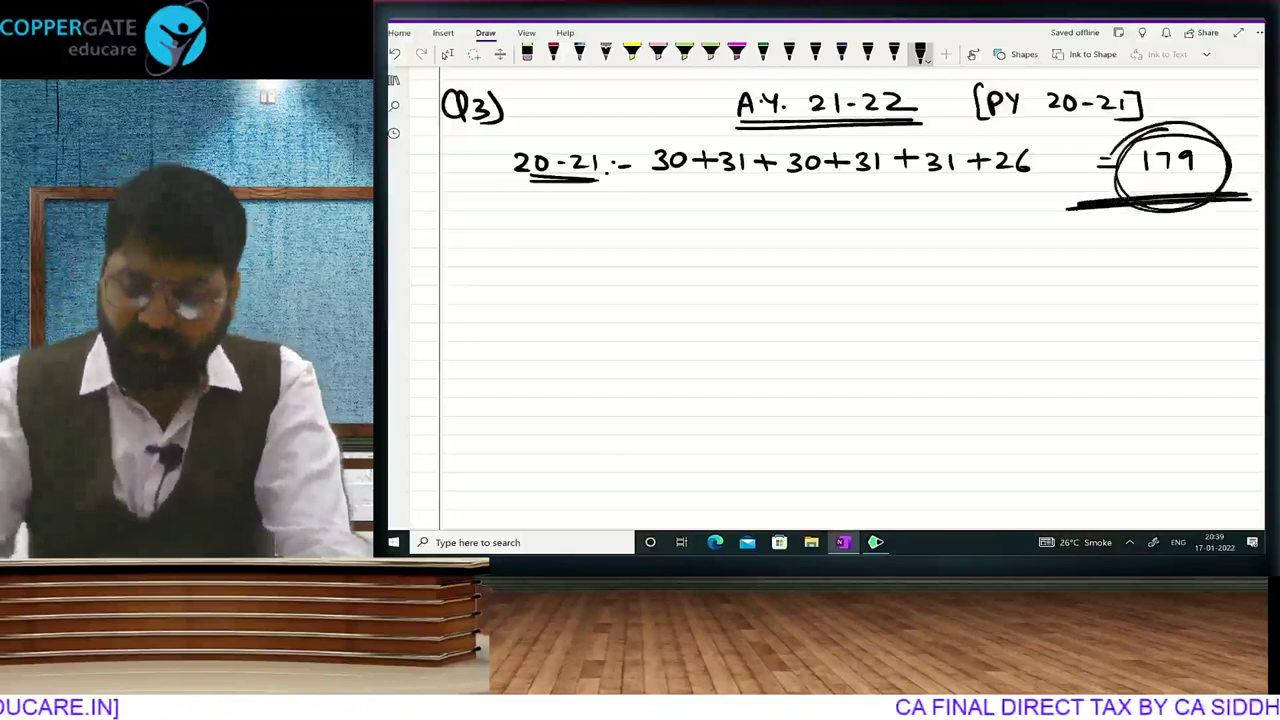 COPPERGATE
educare
Home Insert Draw View Help
Saved offline
Share
Shapes
Ink to Shape
Ink to Text
Q3) A.Y. 21-22 [PY 20-21]
20-21:- 30+31+30+31+31+26 = 179
Type here to search
26°C Smoke
ENG
20:39
17-01-2022
DUCARE.IN]
CA FINAL DIRECT TAX BY CA SIDDH